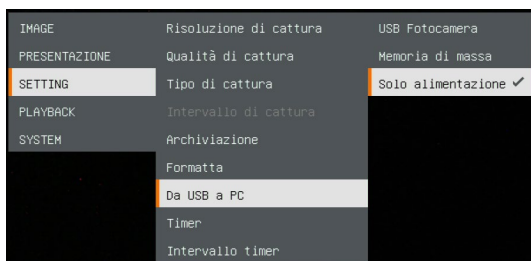 IMAGE
PRESENTAZIONE
SETTING
PLAYBACK
SYSTEM
Risoluzione di cattura
Qualità di cattura
Tipo di cattura
Intervallo di cattura
Archiviazione
Formatta
Da USB a PC
Timer
Intervallo timer
USB Fotocamera
Memoria di massa
Solo alimentazione ✓